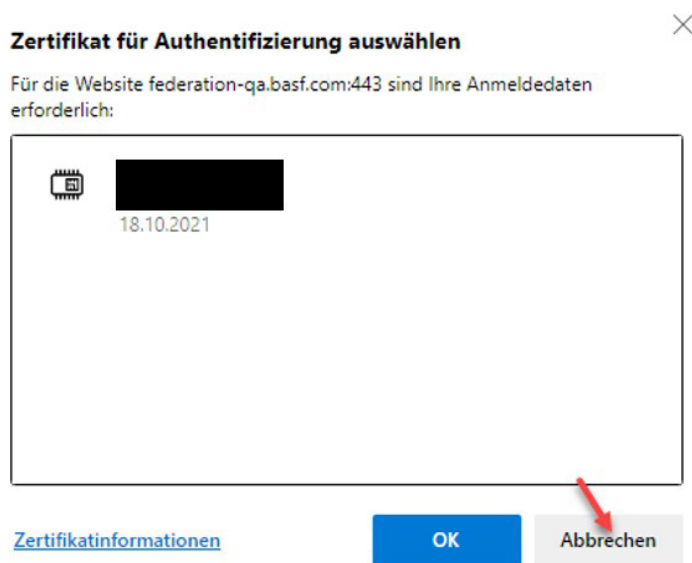 Zertifikat für Authentifizierung auswählen
Für die Website federation-qa.basf.com:443 sind Ihre Anmeldedaten
erforderlich:
18.10.2021
Zertifikatinformationen
OK
Abbrechen